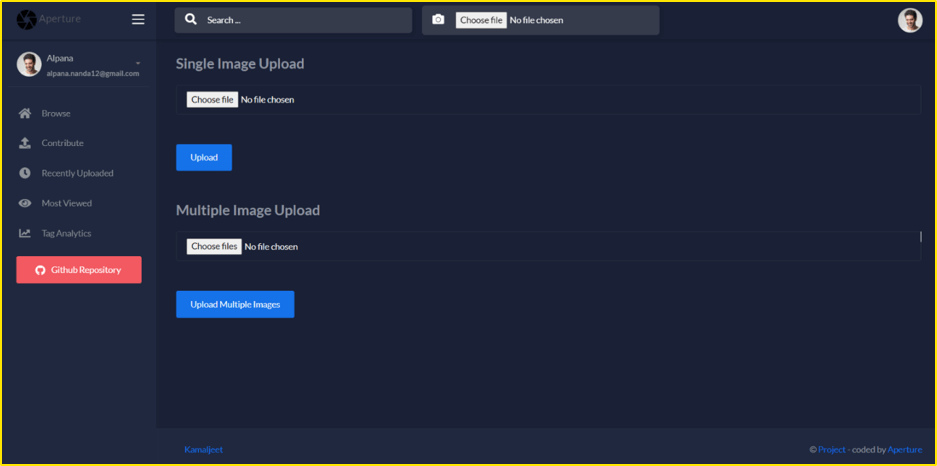 Aperture
Search ...
Choose file No file chosen
Alpana
alpana.nanda12@gmail.com
Browse
Contribute
Recently Uploaded
Most Viewed
Tag Analytics
Github Repository
Single Image Upload
Choose file No file chosen
Upload
Multiple Image Upload
Choose files No file chosen
Upload Multiple Images
Kamaljeet
© Project - coded by Aperture